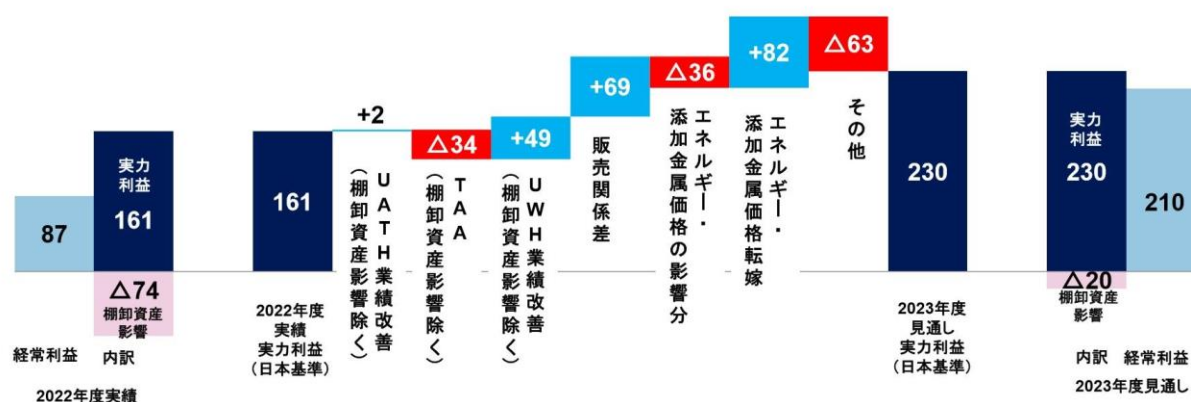 87
実力
利益
161
△74
棚卸資産
影響
経常利益 内訳
2022年度実績
161
2022年度
実績
実力利益
（日本基準）
+2
UATH業績改善
（棚卸資産影響除く）
△34
TAA
（棚卸資産影響除く）
+49
UWH業績改善
（棚卸資産影響除く）
+69
販売関係差
△36
エネルギー・
添加金属価格の影響分
+82
エネルギー・
添加金属価格転嫁
△63
その他
230
2023年度
見通し
実力利益
（日本基準）
実力
利益
230
△20
棚卸資産
影響
210
内訳 経常利益
2023年度見通し